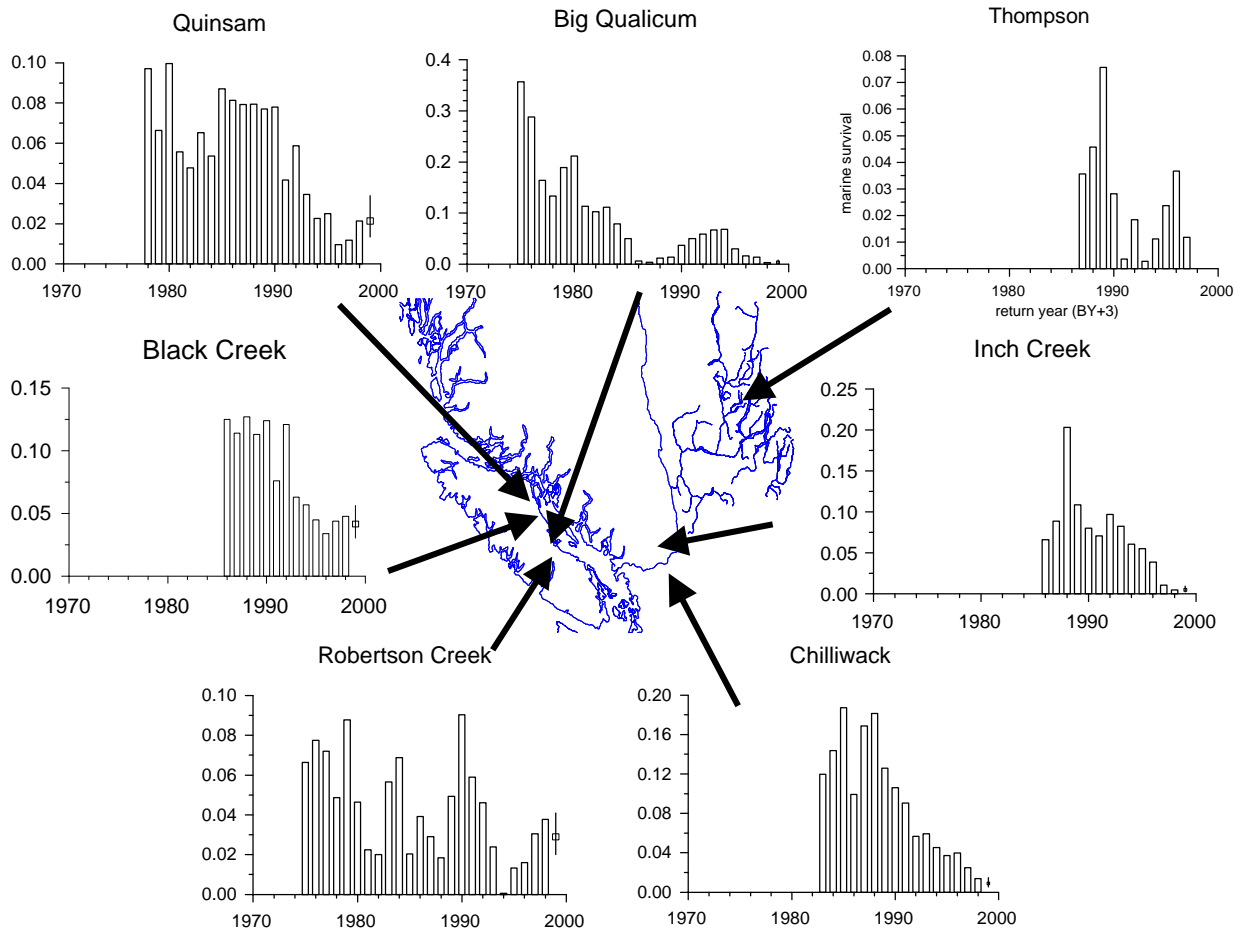 Quinsam
0.10
0.08
0.06
0.04
0.02
0.00
1970 1980 1990 2000
Big Qualicum
0.4
0.3
0.2
0.1
0.0
1970 1980 1990 2000
Thompson
marine survival
0.08
0.07
0.06
0.05
0.04
0.03
0.02
0.01
0.00
1970 1980 1990 2000
return year (BY+3)
Black Creek
0.15
0.10
0.05
0.00
1970 1980 1990 2000
Inch Creek
0.25
0.20
0.15
0.10
0.05
0.00
1970 1980 1990 2000
Robertson Creek
0.10
0.08
0.06
0.04
0.02
0.00
1970 1980 1990 2000
Chilliwack
0.20
0.16
0.12
0.08
0.04
0.00
1970 1980 1990 2000